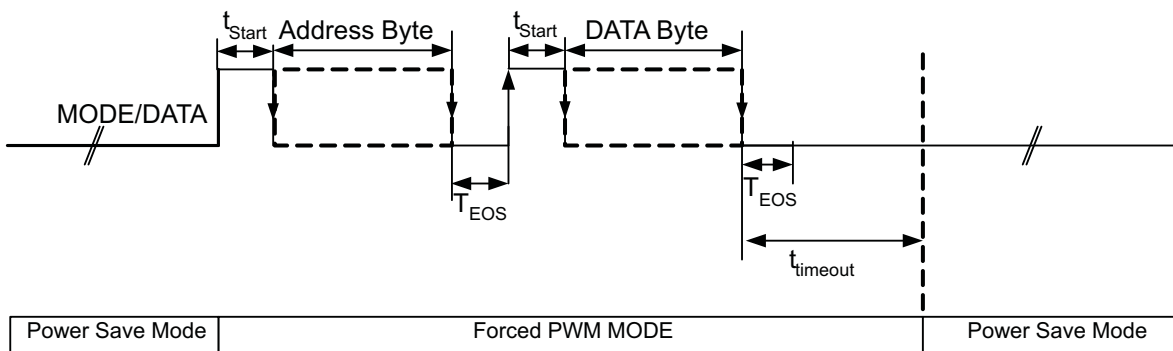 tStart
Address Byte
tStart
DATA Byte
MODE/DATA
TEOS
TEOS
ttimeout
Power Save Mode
Forced PWM MODE
Power Save Mode